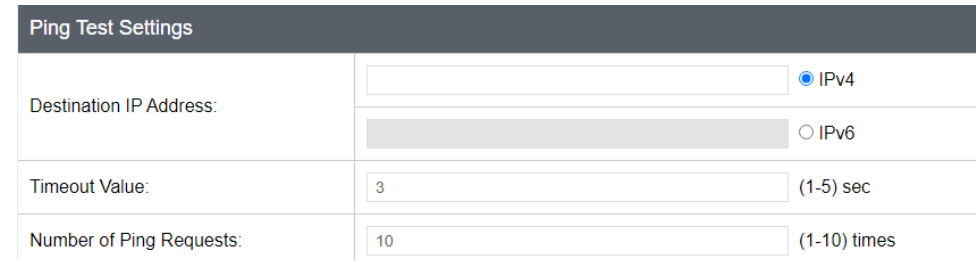 Ping Test Settings
Destination IP Address:
IPv4
IPv6
Timeout Value: 3 (1-5) sec
Number of Ping Requests: 10 (1-10) times